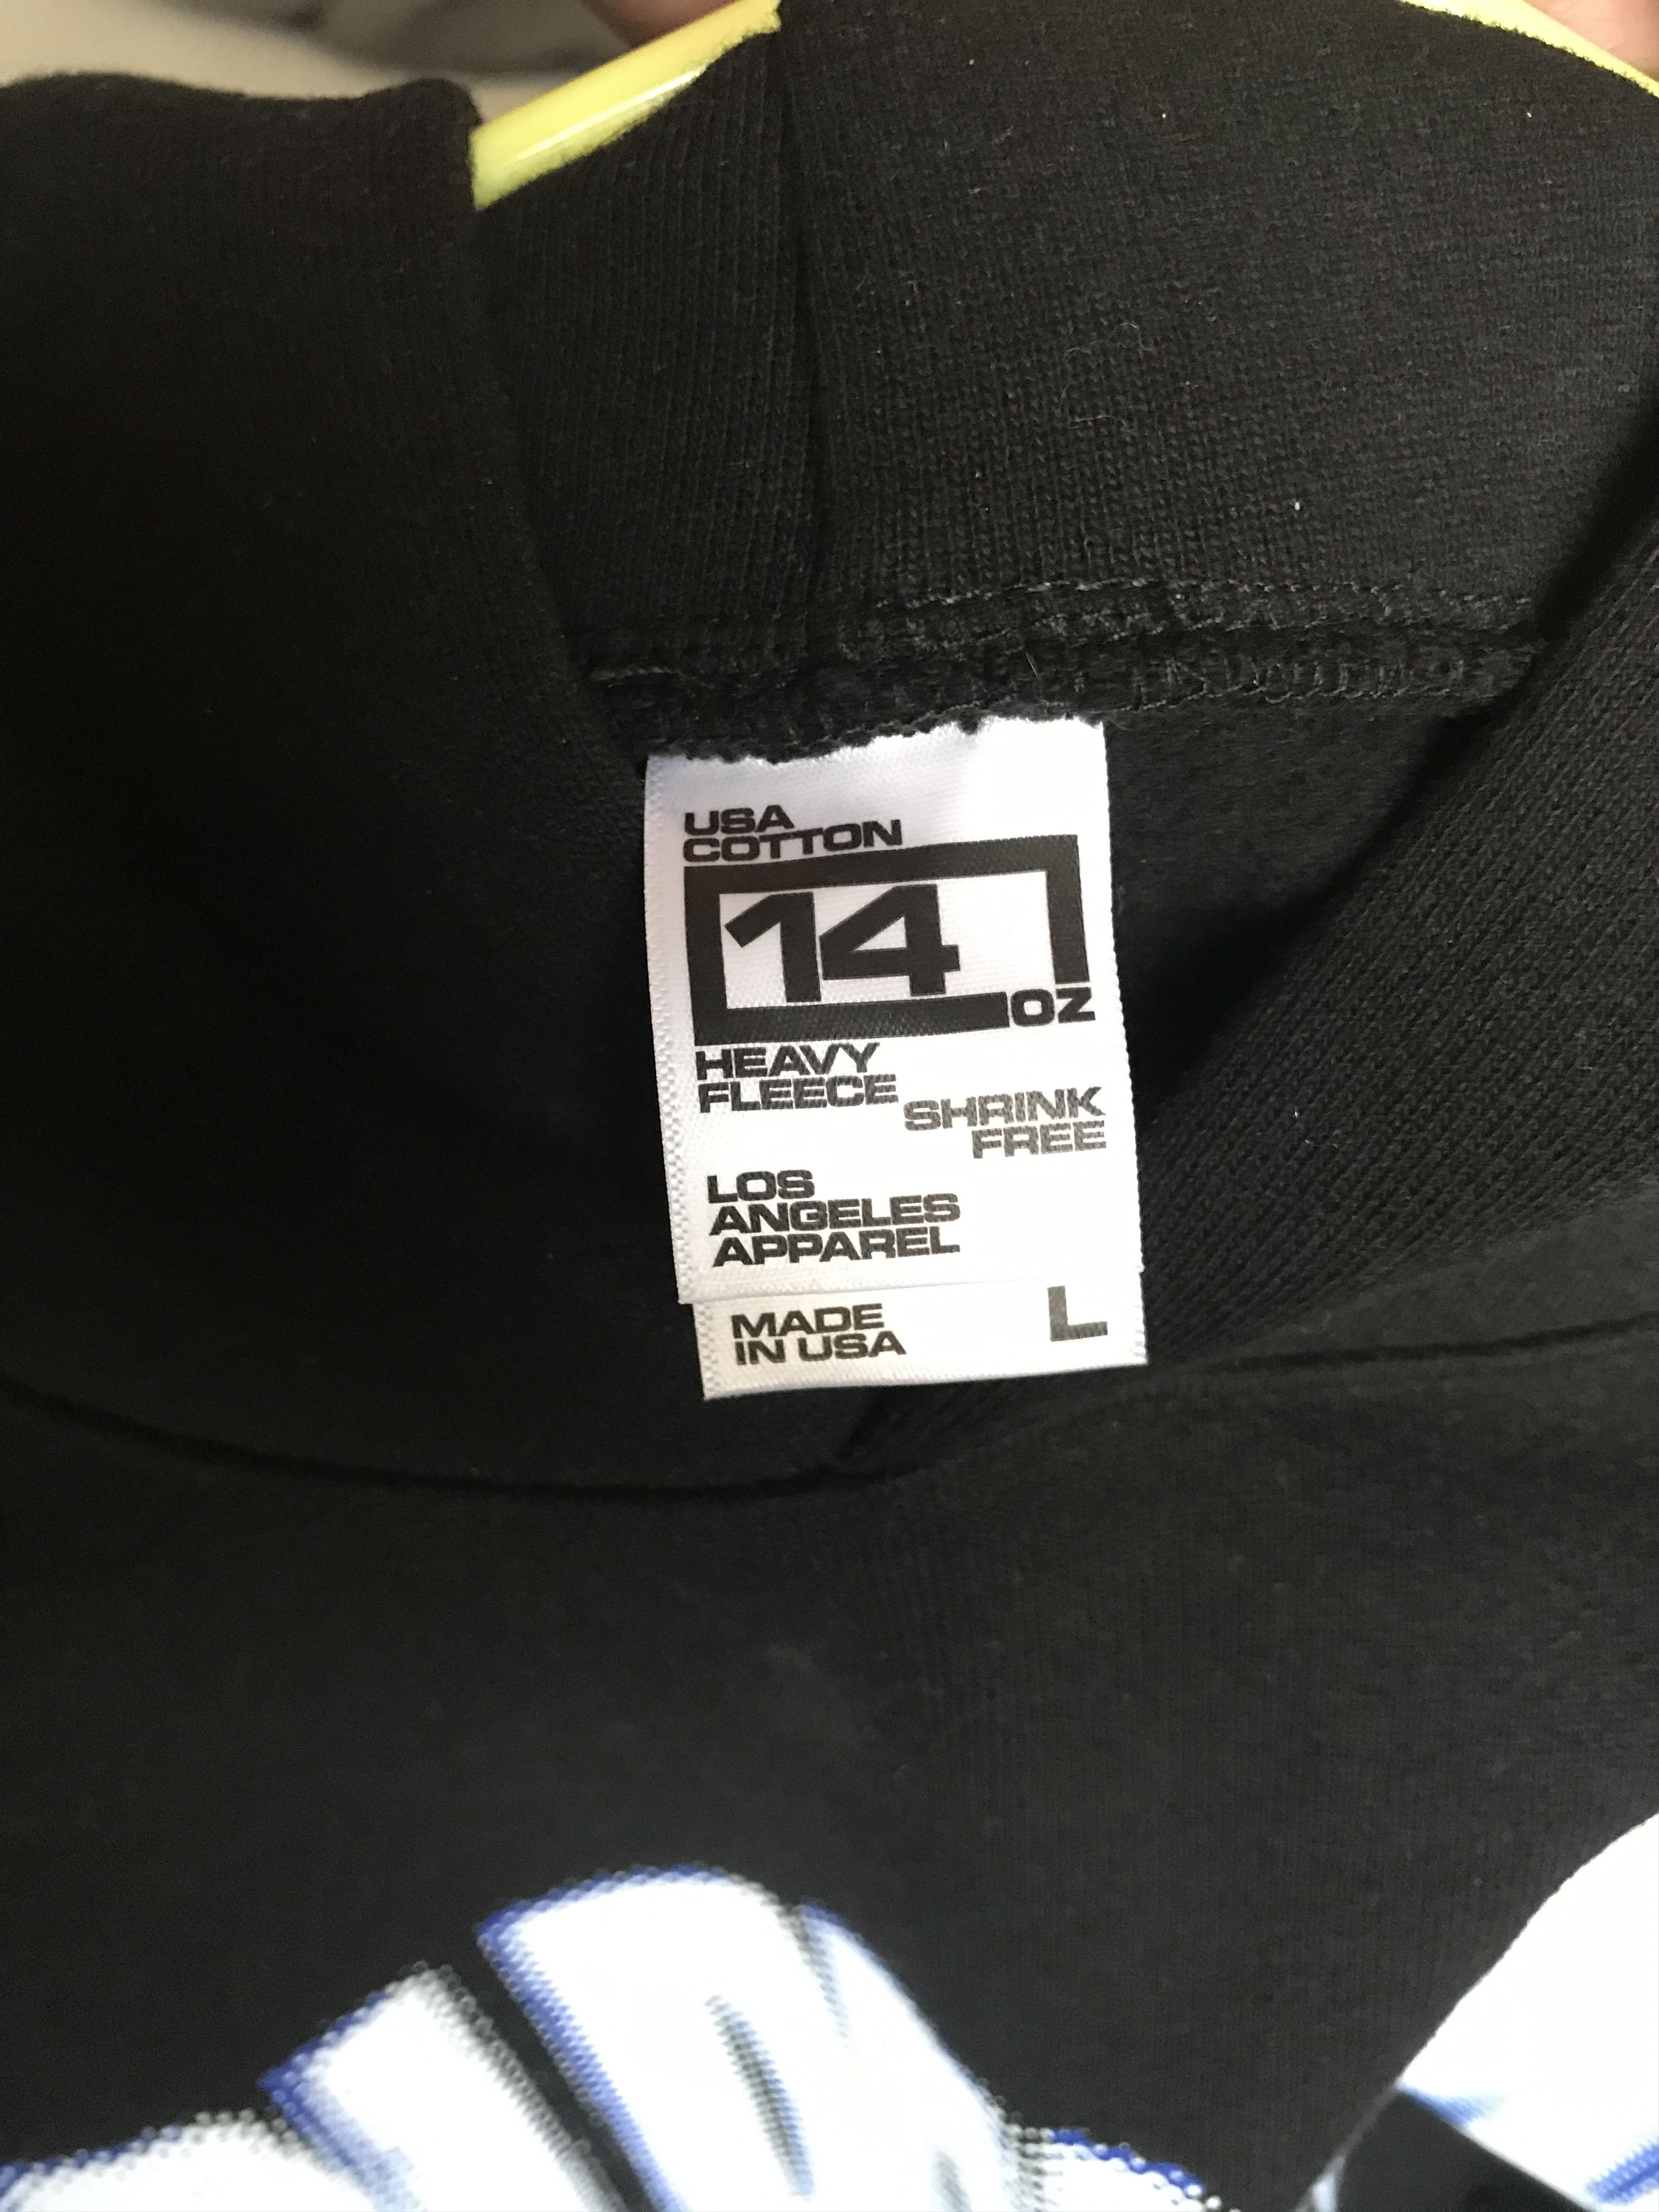 USA
COTTON
14
OZ
HEAVY
FLEECE
SHRINK
FREE
LOS
ANGELES
APPAREL
MADE
IN USA
L